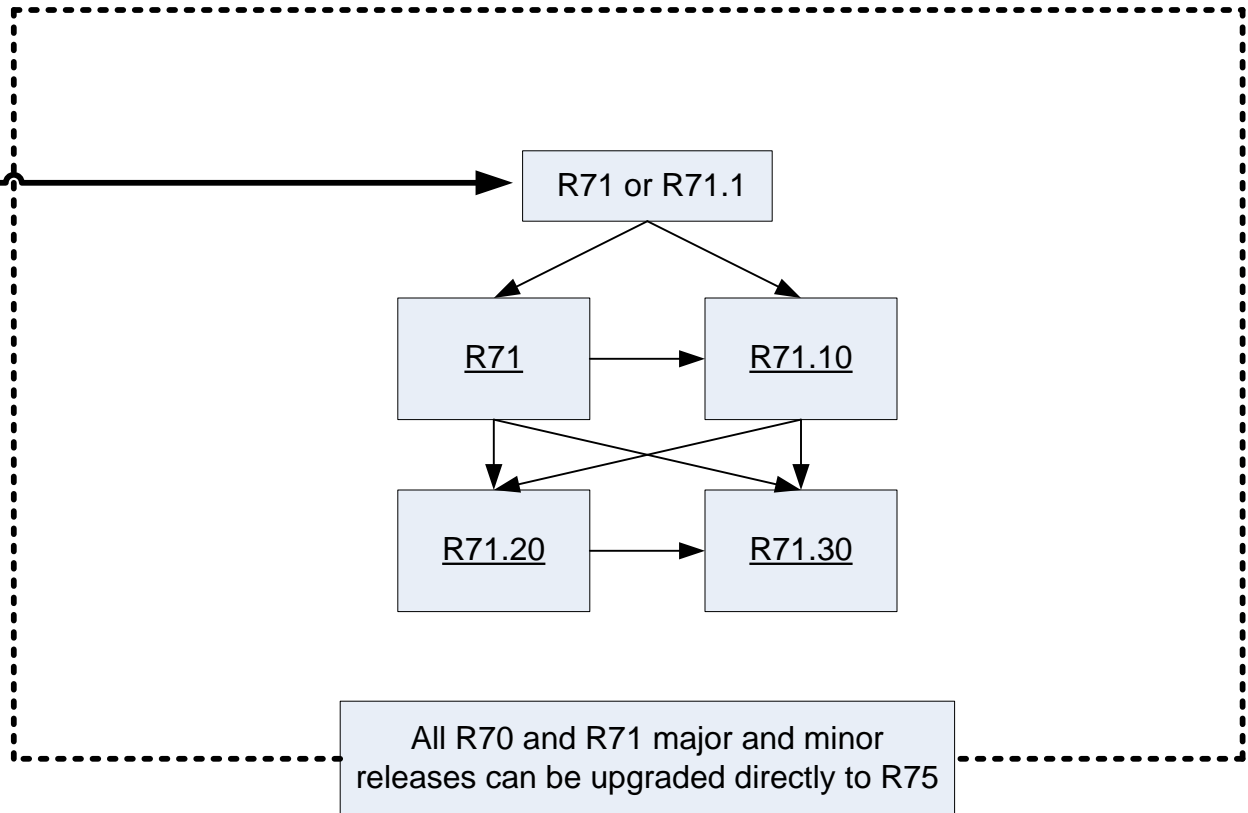 R71 or R71.1
R71
R71.10
R71.20
R71.30
All R70 and R71 major and minor
releases can be upgraded directly to R75